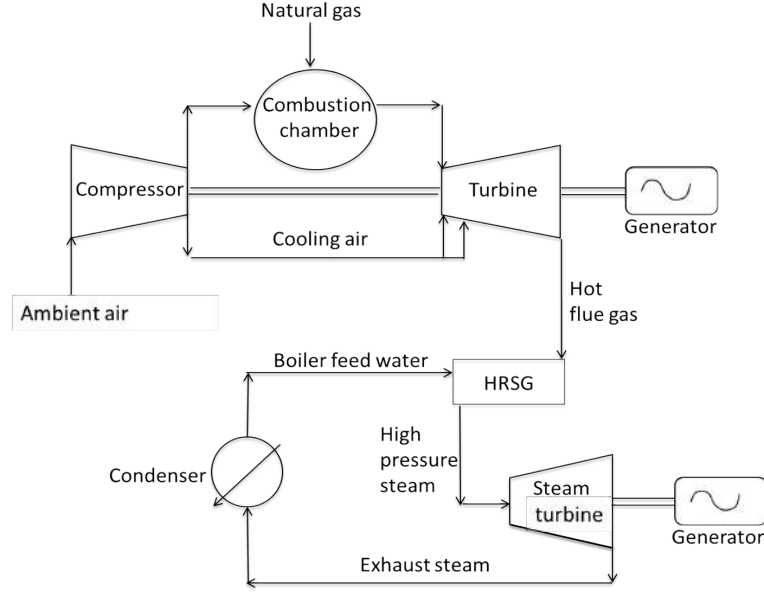 Natural gas
Combustion
chamber
Compressor
Turbine
Generator
Cooling air
Ambient air
Hot
flue gas
Boiler feed water
HRSG
High
pressure
steam
Condenser
Steam
turbine
Generator
Exhaust steam